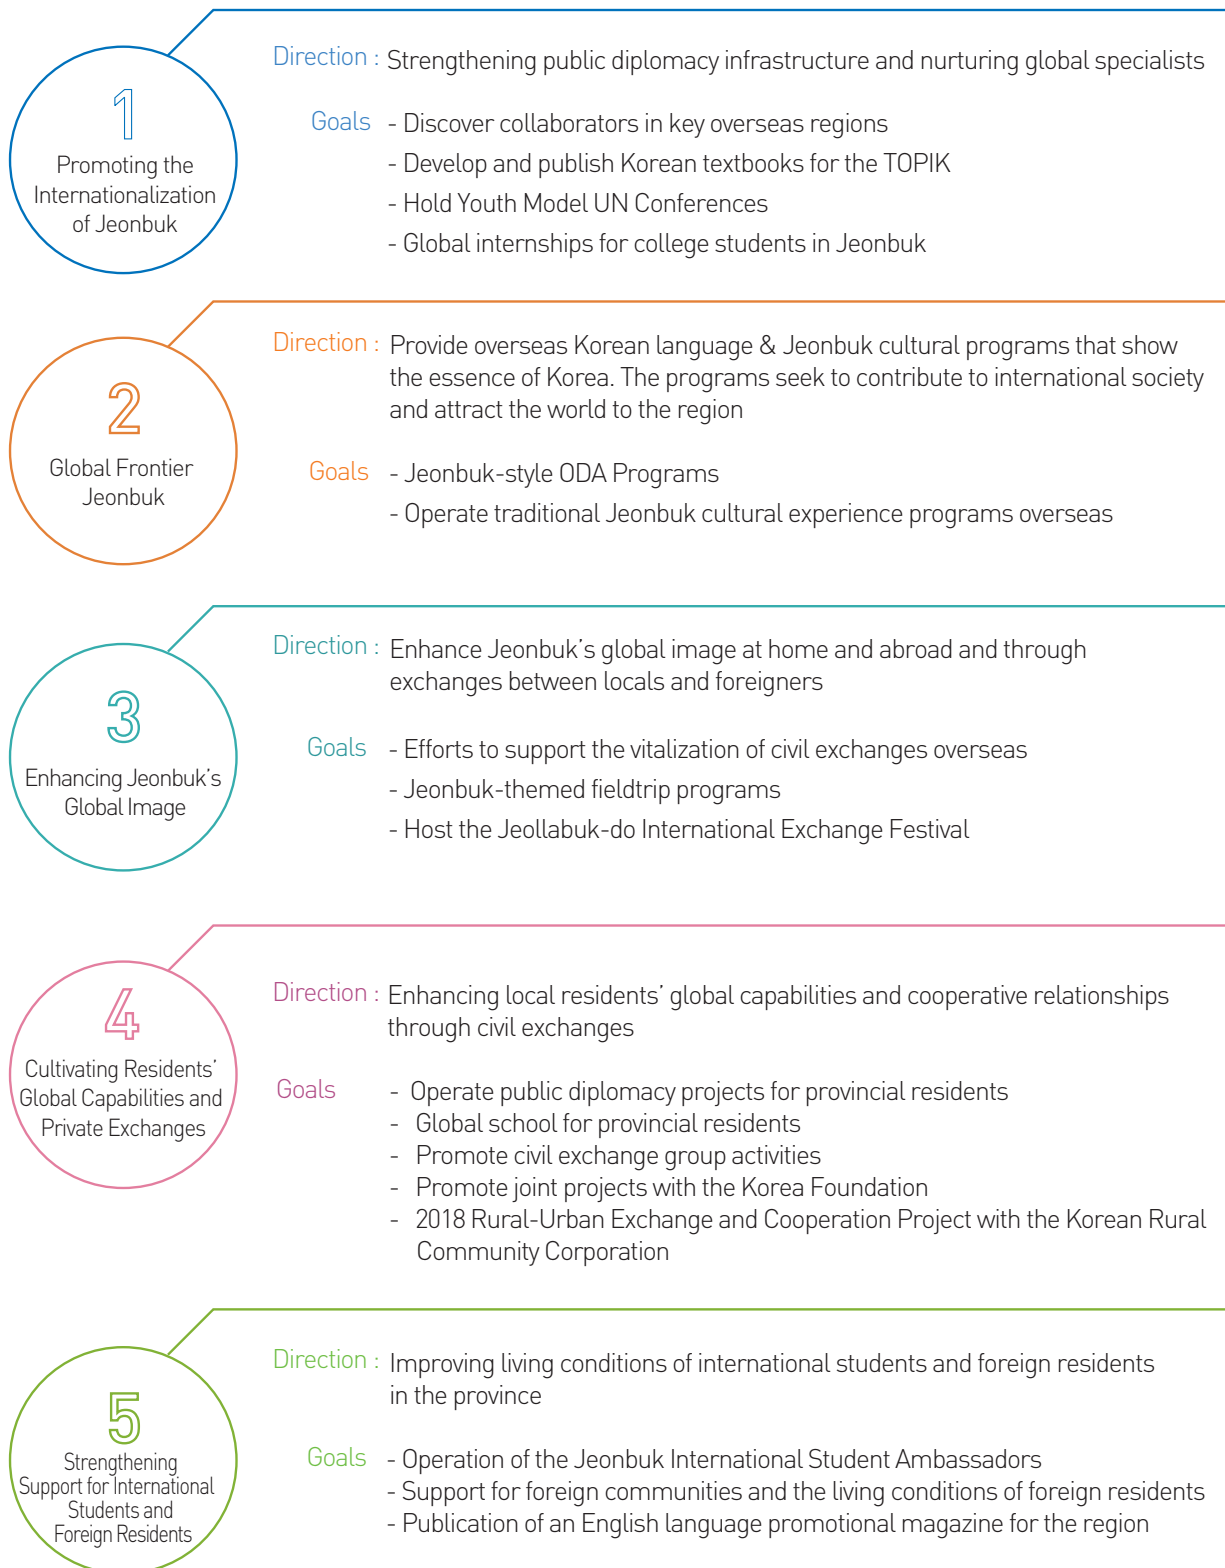 1
Promoting the
Internationalization
of Jeonbuk
Direction : Strengthening public diplomacy infrastructure and nurturing global specialists
Goals - Discover collaborators in key overseas regions
- Develop and publish Korean textbooks for the TOPIK
- Hold Youth Model UN Conferences
- Global internships for college students in Jeonbuk
2
Global Frontier
Jeonbuk
Direction : Provide overseas Korean language & Jeonbuk cultural programs that show
the essence of Korea. The programs seek to contribute to international society
and attract the world to the region
Goals - Jeonbuk-style ODA Programs
- Operate traditional Jeonbuk cultural experience programs overseas
3
Enhancing Jeonbuk’s
Global Image
Direction : Enhance Jeonbuk’s global image at home and abroad and through
exchanges between locals and foreigners
Goals - Efforts to support the vitalization of civil exchanges overseas
- Jeonbuk-themed fieldtrip programs
- Host the Jeollabuk-do International Exchange Festival
4
Cultivating Residents’
Global Capabilities and
Private Exchanges
Direction : Enhancing local residents’ global capabilities and cooperative relationships
through civil exchanges
Goals - Operate public diplomacy projects for provincial residents
- Global school for provincial residents
- Promote civil exchange group activities
- Promote joint projects with the Korea Foundation
- 2018 Rural-Urban Exchange and Cooperation Project with the Korean Rural
Community Corporation
5
Strengthening
Support for International
Students and
Foreign Residents
Direction : Improving living conditions of international students and foreign residents
in the province
Goals - Operation of the Jeonbuk International Student Ambassadors
- Support for foreign communities and the living conditions of foreign residents
- Publication of an English language promotional magazine for the region